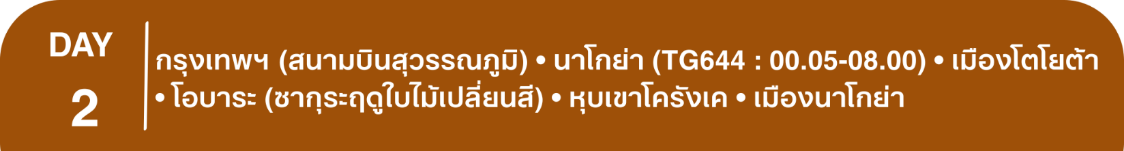 DAY
2
กรุงเทพฯ (สนามบินสุวรรณภูมิ) • นาโกย่า (TG644 : 00.05-08.00) • เมืองโตโยต้า
• โอบาระ (ซากุระฤดูใบไม้เปลี่ยนสี) • หุบเขาโครังเค • เมืองนาโกย่า